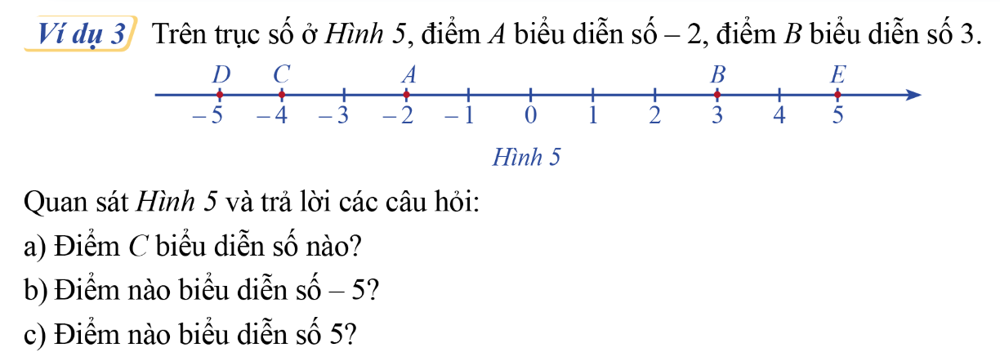 Ví dụ 3 Trên trục số ở Hình 5, điểm A biểu diễn số – 2, điểm B biểu diễn số 3.
D C A B E
– 5 – 4 – 3 – 2 – 1 0 1 2 3 4 5
Hình 5
Quan sát Hình 5 và trả lời các câu hỏi:
a) Điểm C biểu diễn số nào?
b) Điểm nào biểu diễn số – 5?
c) Điểm nào biểu diễn số 5?